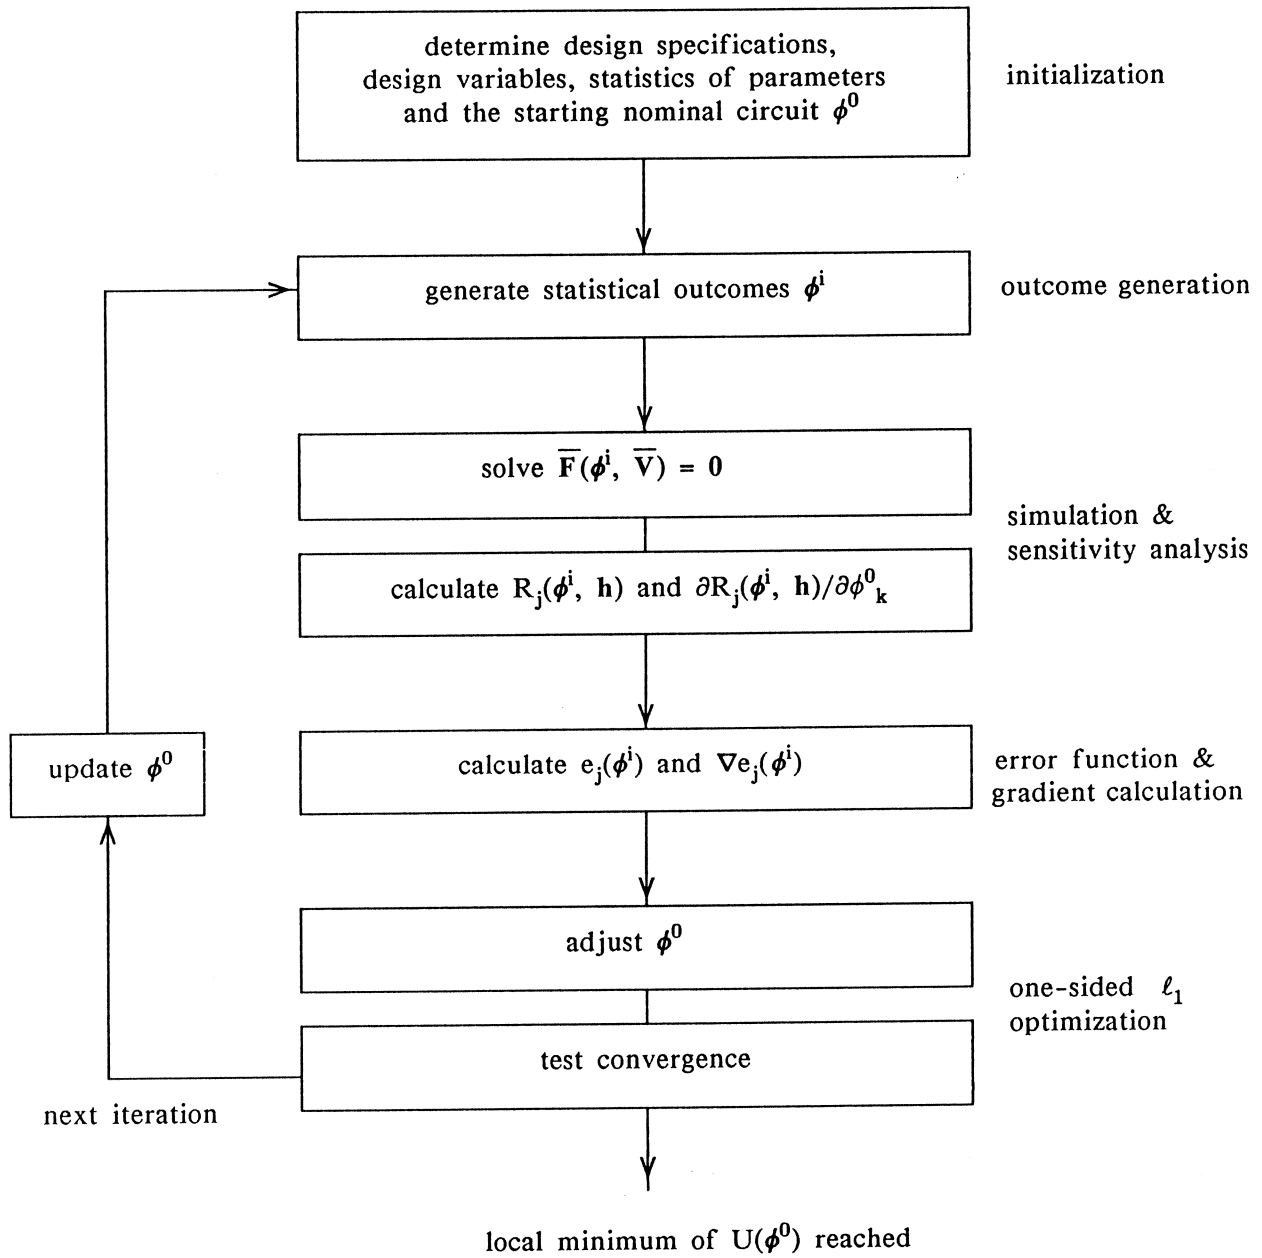 determine design specifications,
design variables, statistics of parameters
and the starting nominal circuit ϕ⁰
initialization
generate statistical outcomes ϕⁱ
outcome generation
solve F̅(ϕⁱ, V̅) = 0
calculate Rⱼ(ϕⁱ, h) and ∂Rⱼ(ϕⁱ, h)/∂ϕ⁰ₖ
simulation &
sensitivity analysis
update ϕ⁰
calculate eⱼ(ϕⁱ) and ∇eⱼ(ϕⁱ)
error function &
gradient calculation
adjust ϕ⁰
one-sided ℓ₁
optimization
test convergence
next iteration
local minimum of U(ϕ⁰) reached